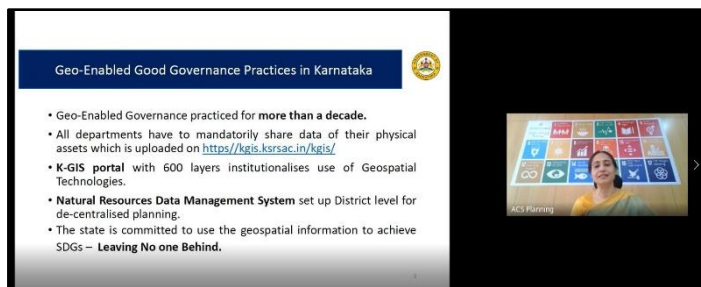 Geo-Enabled Good Governance Practices in Karnataka
• Geo-Enabled Governance practiced for more than a decade.
• All departments have to mandatorily share data of their physical
assets which is uploaded on https//kgis.ksrsac.in/kgis/
• K-GIS portal with 600 layers institutionalises use of Geospatial
Technologies.
• Natural Resources Data Management System set up District level for
de-centralised planning.
• The state is committed to use the geospatial information to achieve
SDGs – Leaving No one Behind.
ACS Planning